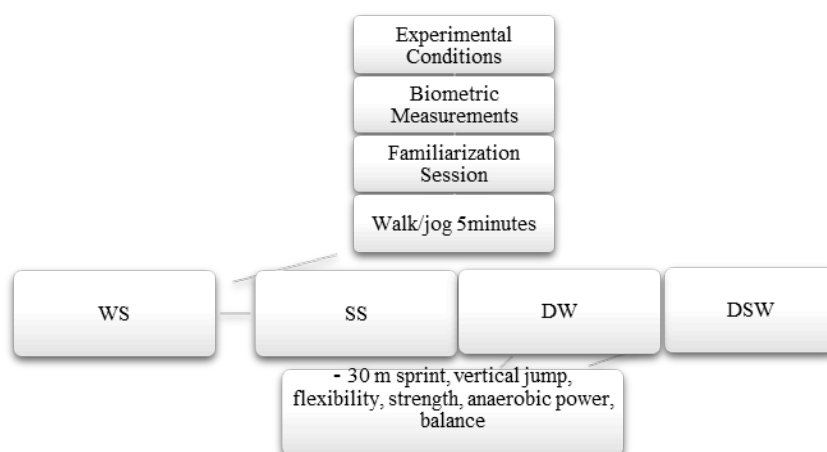 Experimental
Conditions
Biometric
Measurements
Familiarization
Session
Walk/jog 5minutes
WS
SS
DW
DSW
- 30 m sprint, vertical jump,
flexibility, strength, anaerobic power,
balance